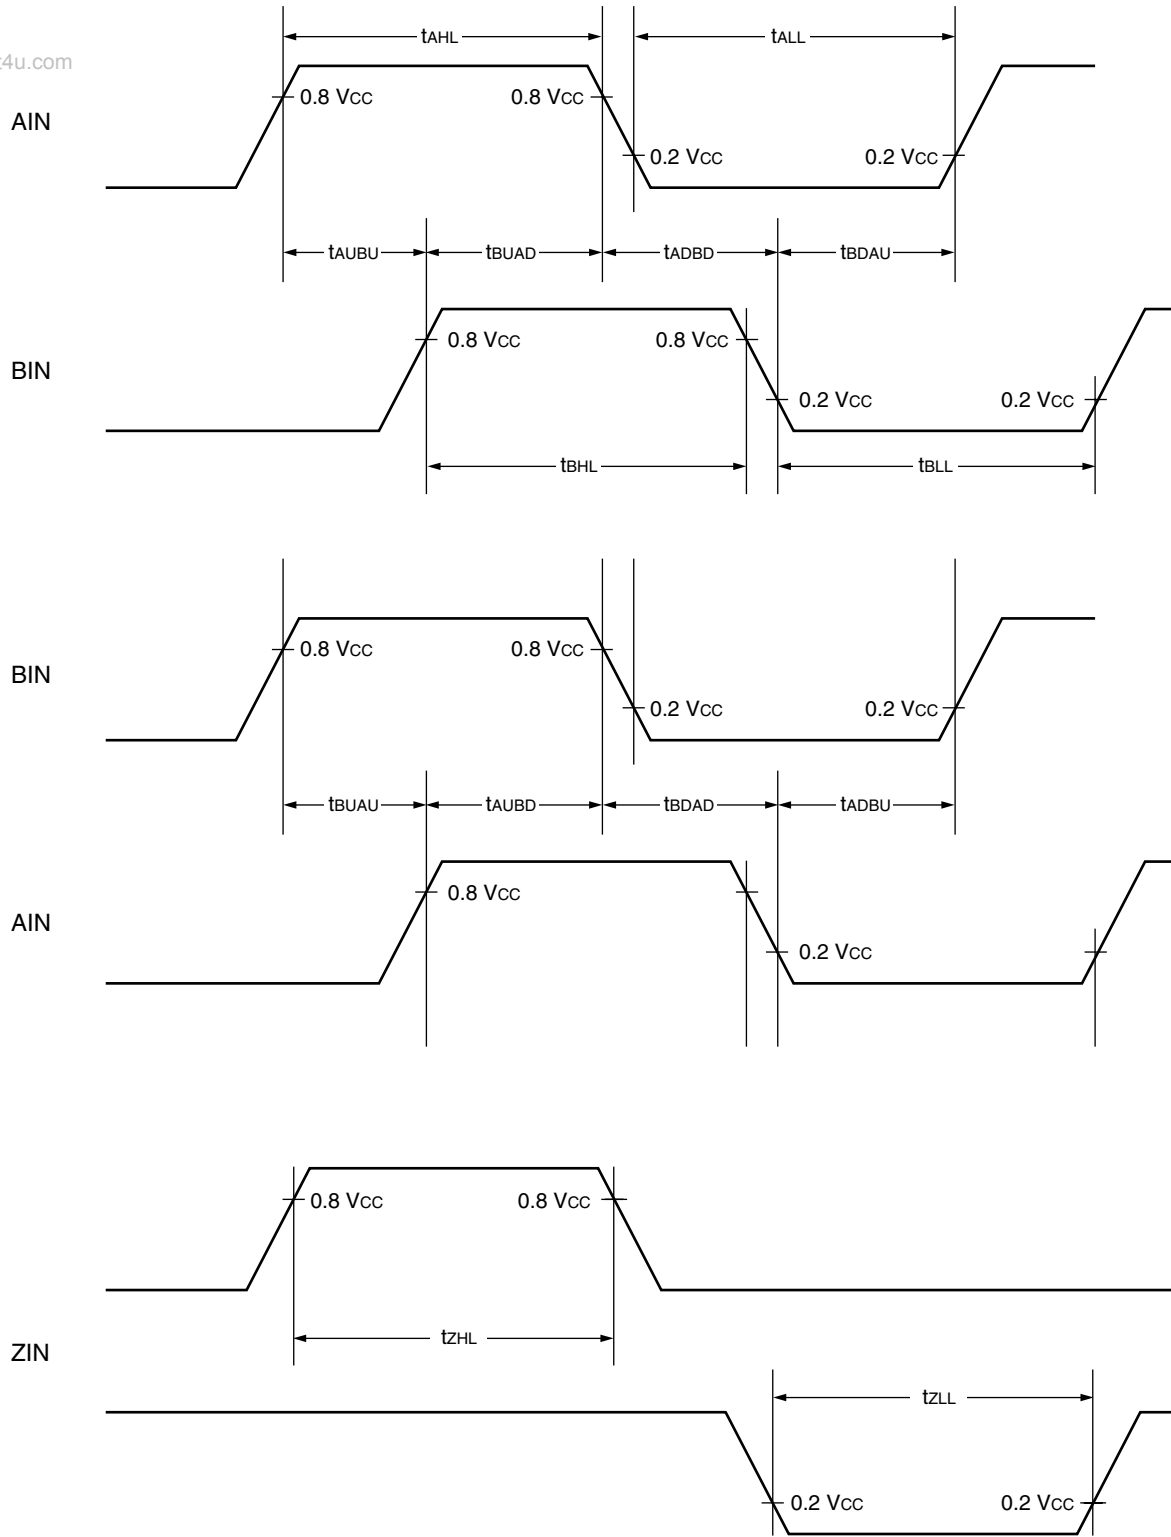 tAHL tALL
t4u.com
0.8 VCC 0.8 VCC
AIN
0.2 VCC 0.2 VCC
tAUBU tBUAD tADBD tBDAU
0.8 VCC 0.8 VCC
BIN
0.2 VCC 0.2 VCC
tBHL tBLL
0.8 VCC 0.8 VCC
BIN
0.2 VCC 0.2 VCC
tBUAU tAUBD tBDAD tADBU
0.8 VCC
AIN
0.2 VCC
0.8 VCC 0.8 VCC
tZHL
ZIN
tZLL
0.2 VCC 0.2 VCC